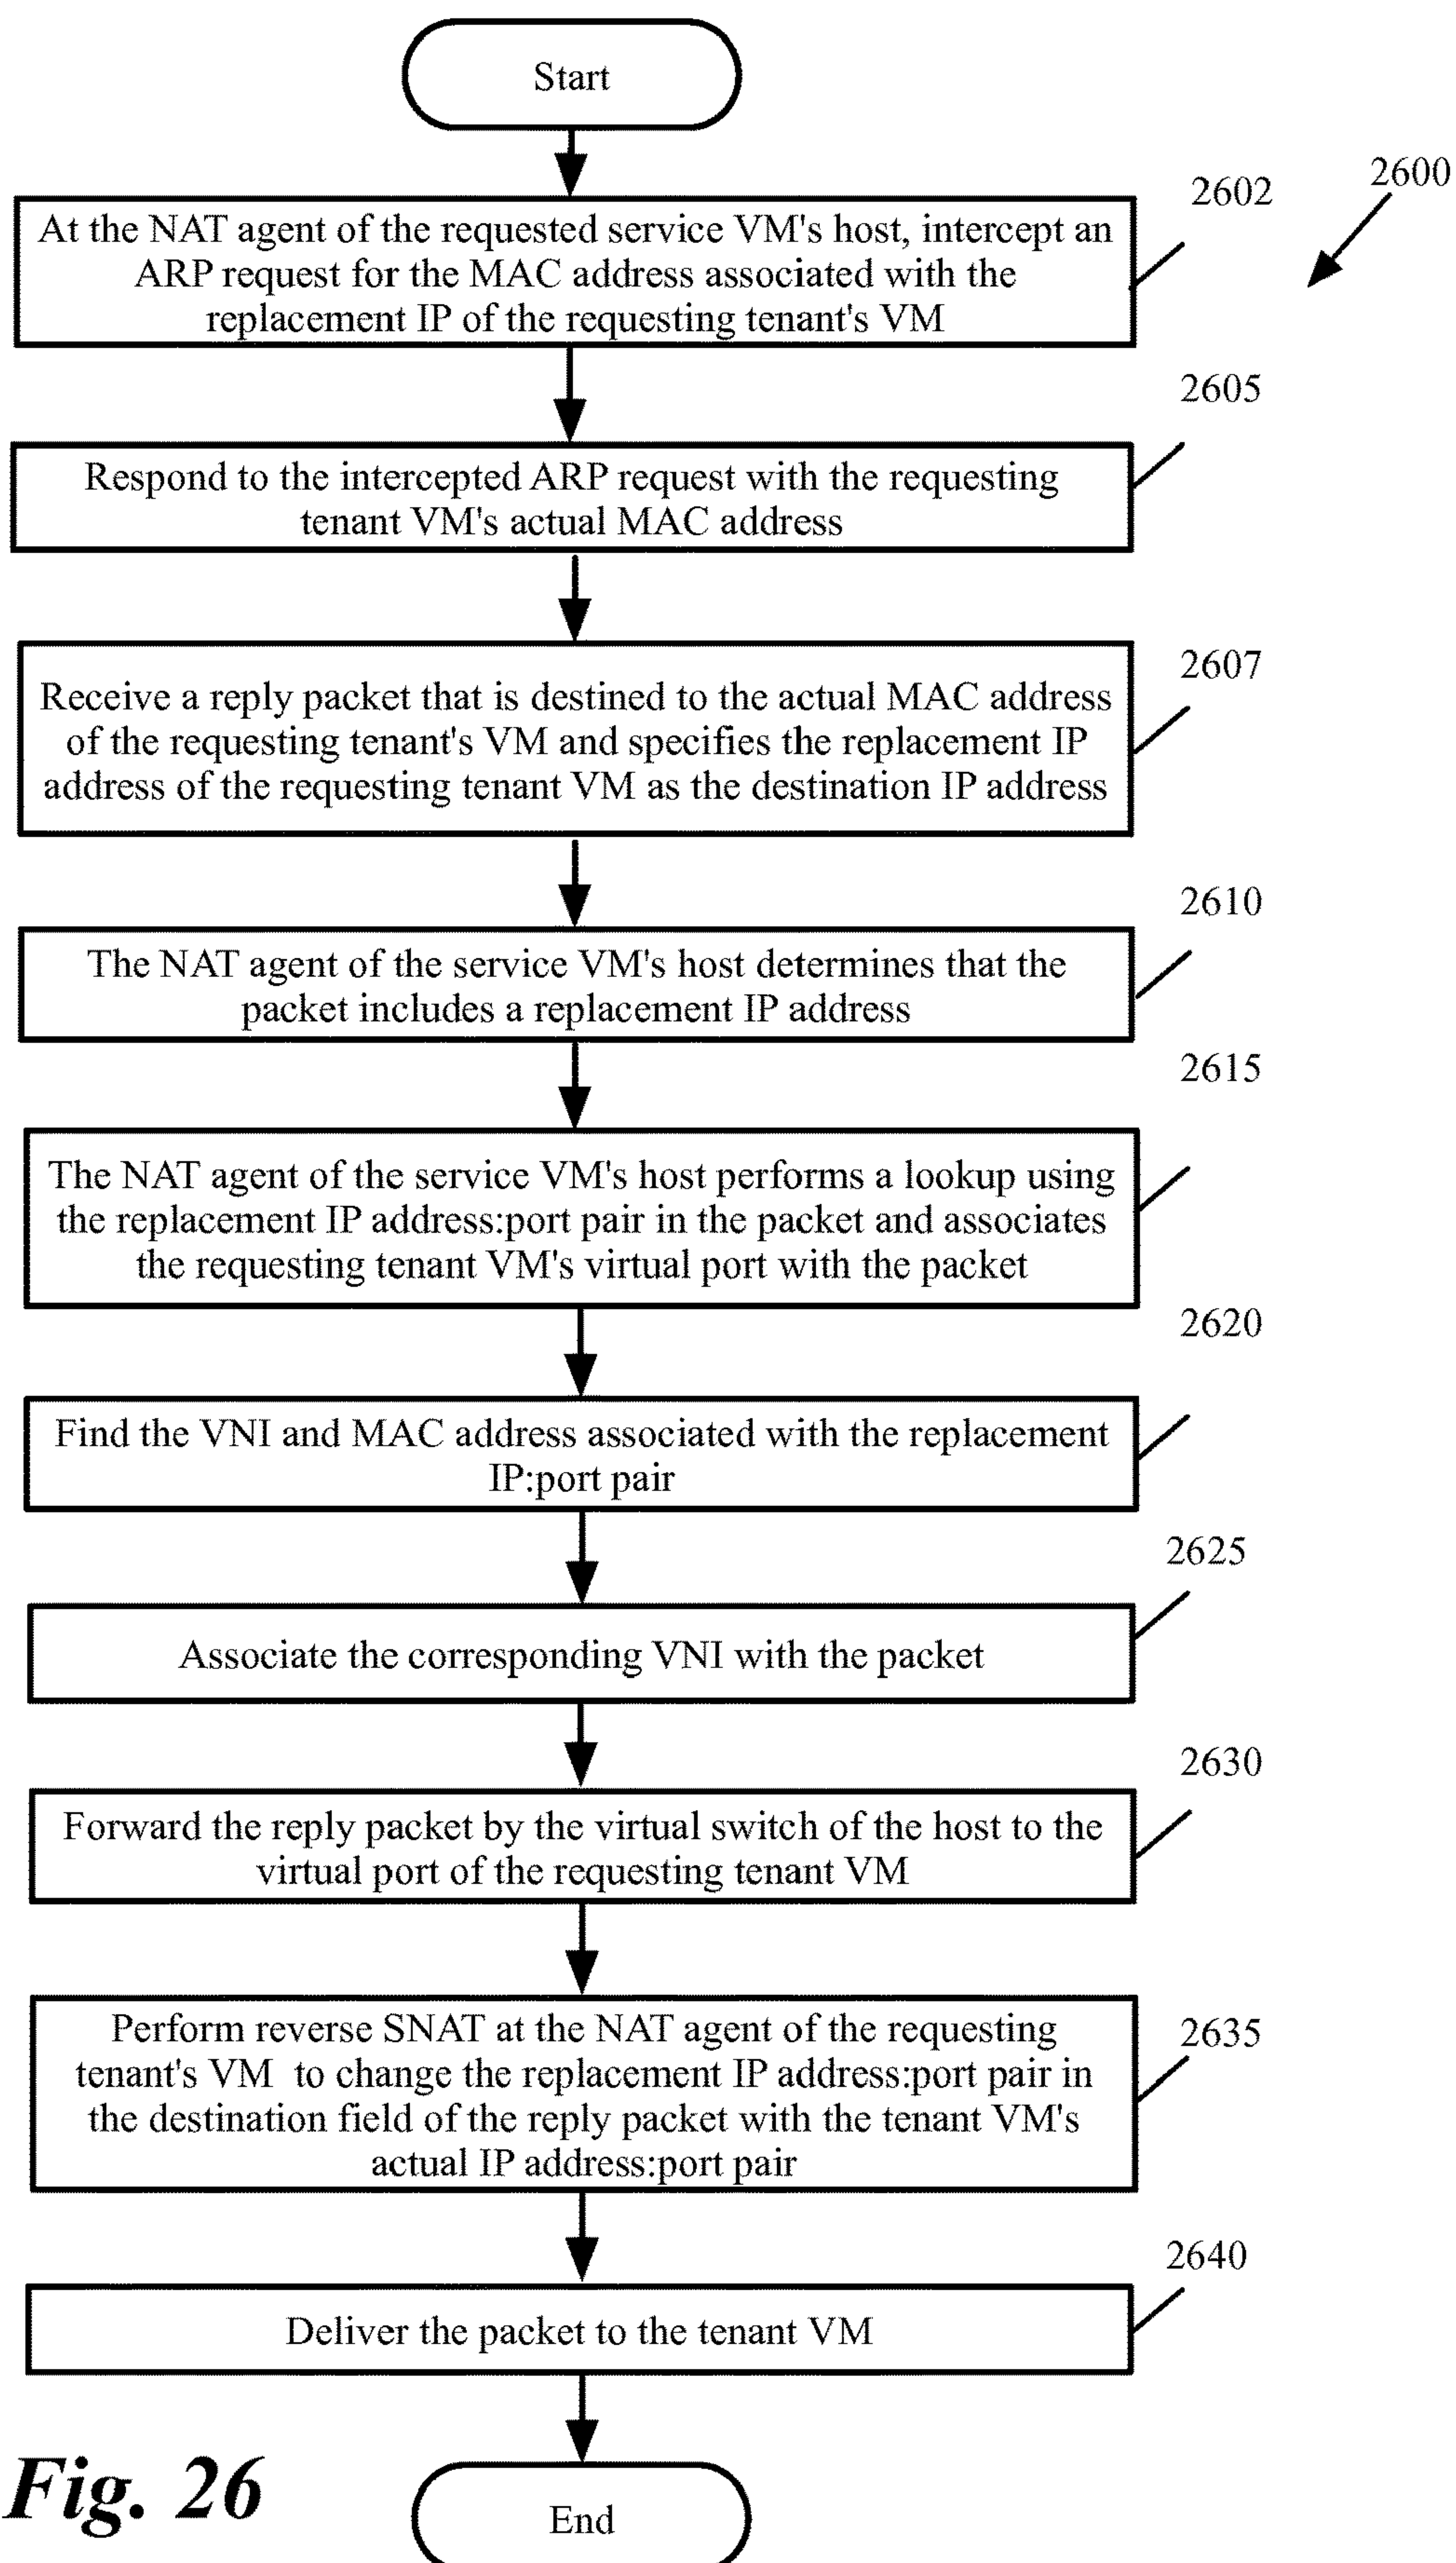 Start
2600
2602
At the NAT agent of the requested service VM's host, intercept an
ARP request for the MAC address associated with the
replacement IP of the requesting tenant's VM
2605
Respond to the intercepted ARP request with the requesting
tenant VM's actual MAC address
2607
Receive a reply packet that is destined to the actual MAC address
of the requesting tenant's VM and specifies the replacement IP
address of the requesting tenant VM as the destination IP address
2610
The NAT agent of the service VM's host determines that the
packet includes a replacement IP address
2615
The NAT agent of the service VM's host performs a lookup using
the replacement IP address:port pair in the packet and associates
the requesting tenant VM's virtual port with the packet
2620
Find the VNI and MAC address associated with the replacement
IP:port pair
2625
Associate the corresponding VNI with the packet
2630
Forward the reply packet by the virtual switch of the host to the
virtual port of the requesting tenant VM
2635
Perform reverse SNAT at the NAT agent of the requesting
tenant's VM to change the replacement IP address:port pair in
the destination field of the reply packet with the tenant VM's
actual IP address:port pair
2640
Deliver the packet to the tenant VM
End
Fig. 26